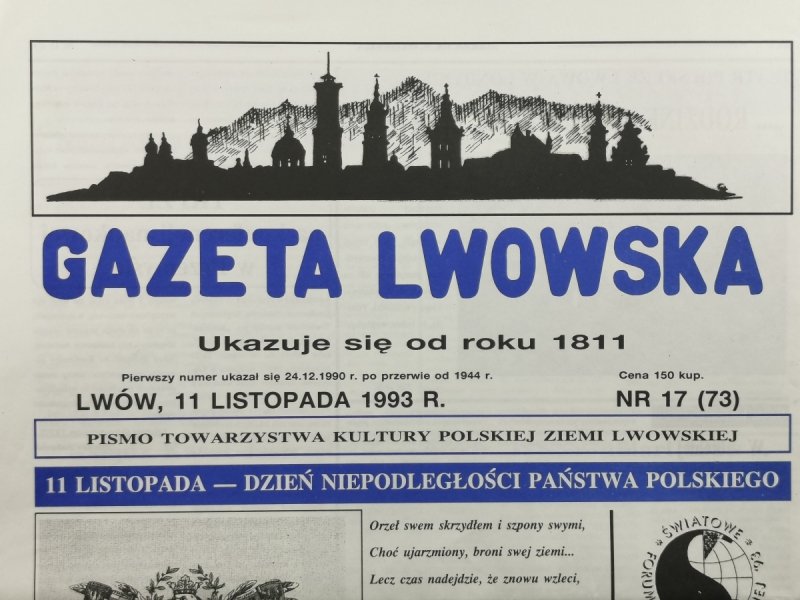 GAZETA LWOWSKA
Ukazuje się od roku 1811
Pierwszy numer ukazał się 24.12.1990 r. po przerwie od 1944 r.
Cena 150 kup.
LWÓW, 11 LISTOPADA 1993 R.
NR 17 (73)
PISMO TOWARZYSTWA KULTURY POLSKIEJ ZIEMI LWOWSKIEJ
11 LISTOPADA — DZIEŃ NIEPODLEGŁOŚCI PAŃSTWA POLSKIEGO
Orzeł swem skrzydłem i szpony swymi,
Choć ujarzmiony, broni swej ziemi...
Lecz czas nadejdzie, że znowu wzleci,
ŚWIATOWE
FORUM